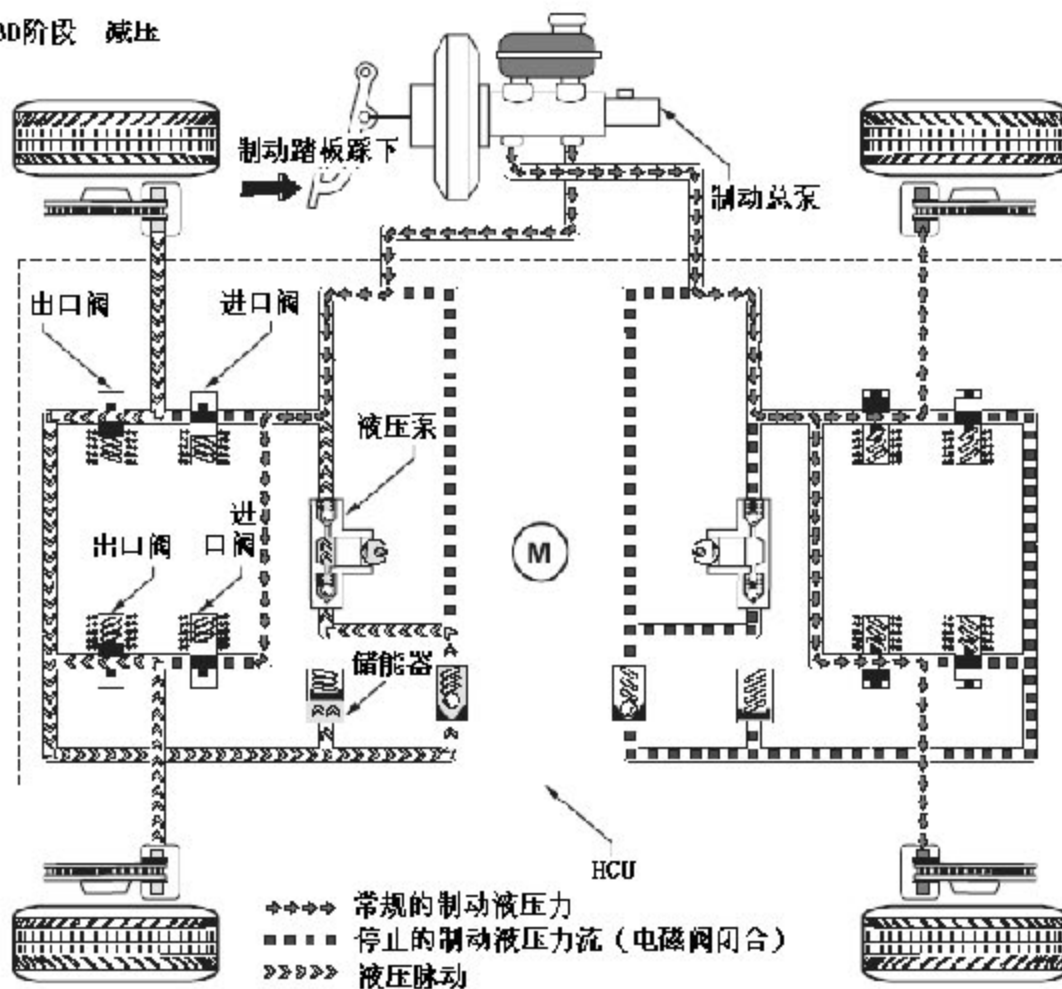 BD阶段 减压
制动踏板踩下
制动总泵
出口阀
进口阀
液压泵
进
口阀
出口阀
M
储能器
HCU
常规的制动液压力
停止的制动液压力流（电磁阀闭合）
液压脉动